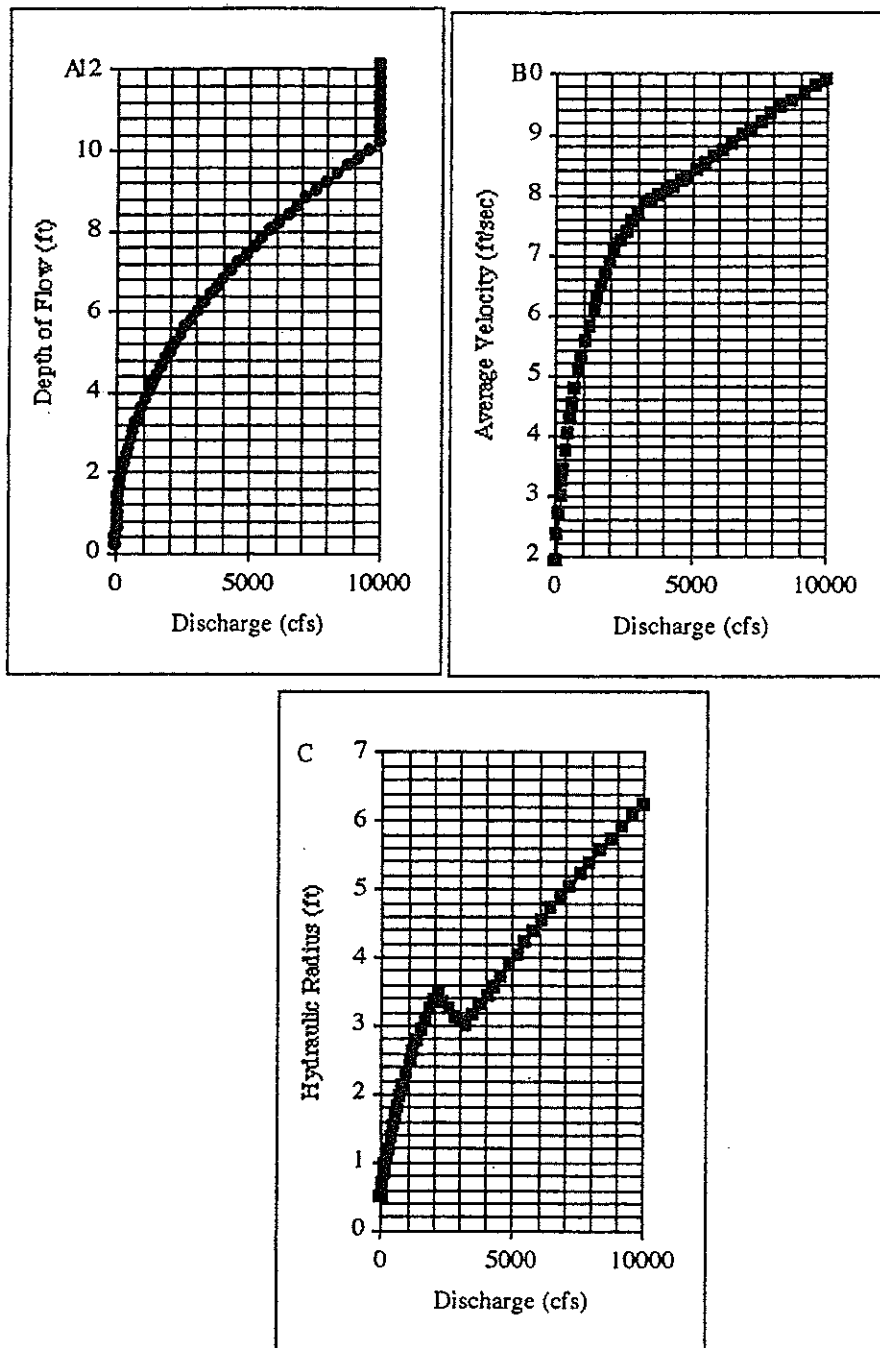 A12
10
8
6
4
2
0
Depth of Flow (ft)
0 5000 10000
Discharge (cfs)
B0
9
8
7
6
5
4
3
2
Average Velocity (ft/sec)
0 5000 10000
Discharge (cfs)
C 7
6
5
4
3
2
1
0
Hydraulic Radius (ft)
0 5000 10000
Discharge (cfs)